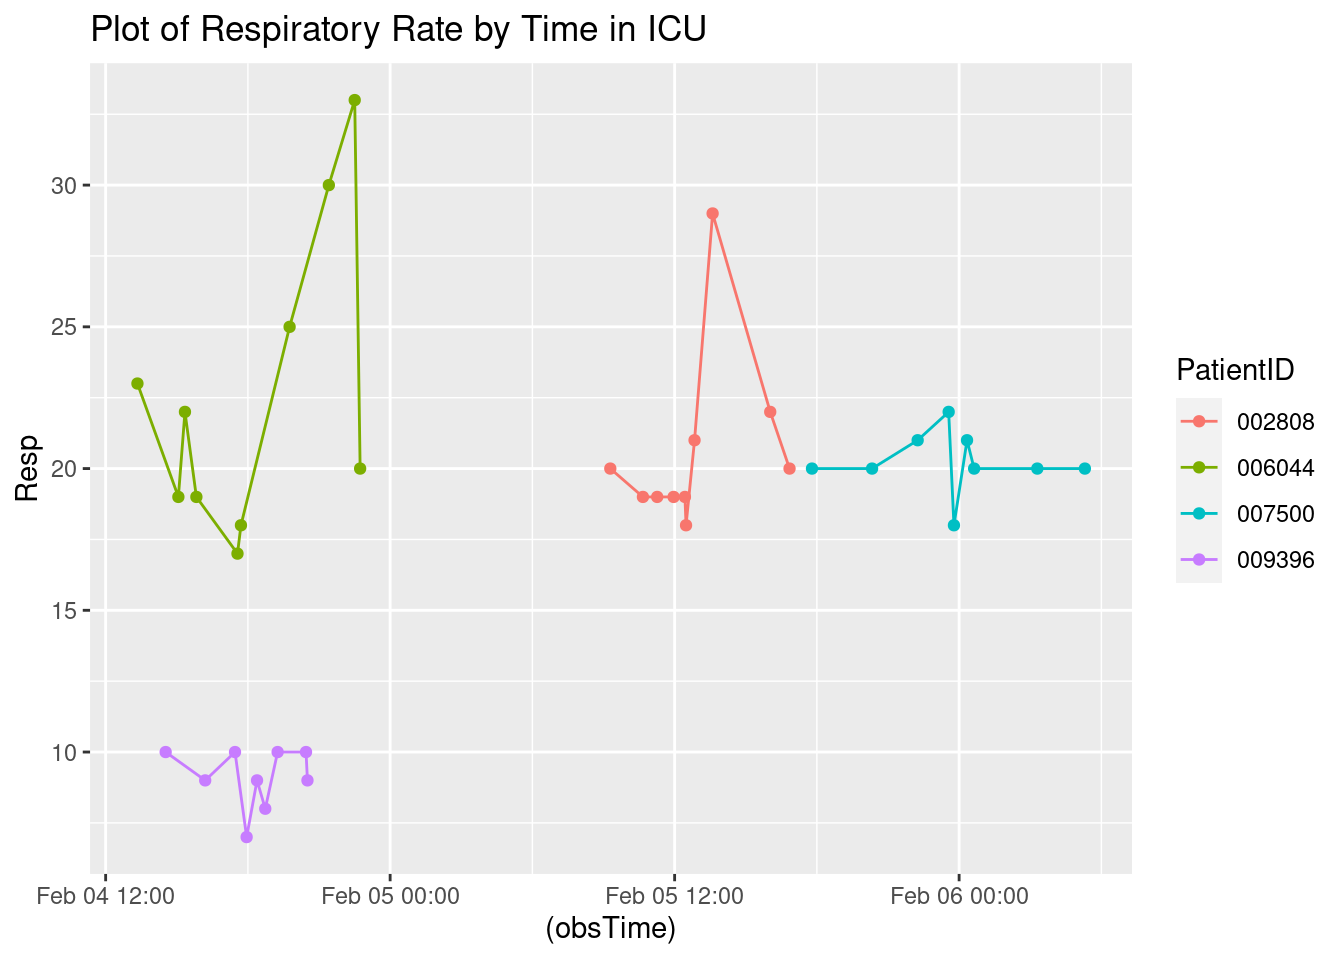 Plot of Respiratory Rate by Time in ICU
30
25
20
15
10
Resp
Feb 04 12:00
Feb 05 00:00
Feb 05 12:00
Feb 06 00:00
(obsTime)
PatientID
002808
006044
007500
009396